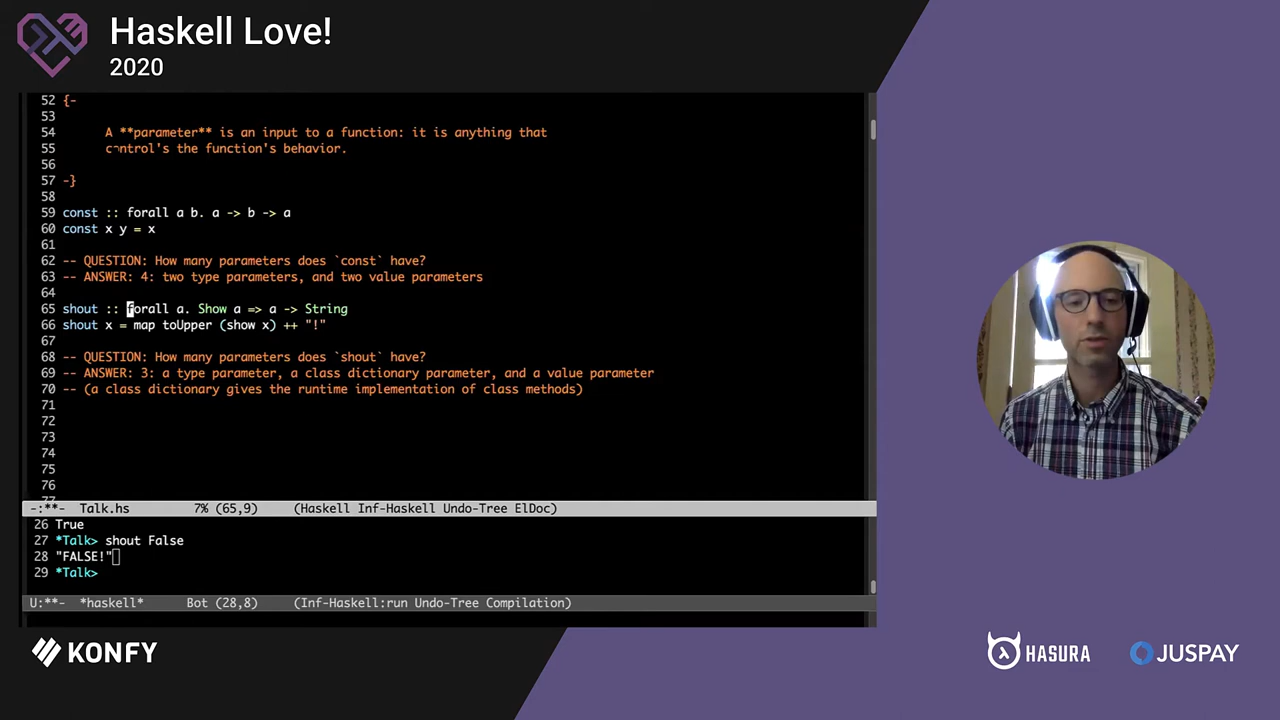 Haskell Love!
2020
52 {-
53
54 A **parameter** is an input to a function: it is anything that
55 control's the function's behavior.
56
57 -}
58
59 const :: forall a b. a -> b -> a
60 const x y = x
61
62 -- QUESTION: How many parameters does `const` have?
63 -- ANSWER: 4: two type parameters, and two value parameters
64
65 shout :: forall a. Show a => a -> String
66 shout x = map toUpper (show x) ++ "!"
67
68 -- QUESTION: How many parameters does `shout` have?
69 -- ANSWER: 3: a type parameter, a class dictionary parameter, and a value parameter
70 -- (a class dictionary gives the runtime implementation of class methods)
71
72
73
74
75
76
77
-:**- Talk.hs 7% (65,9) (Haskell Inf-Haskell Undo-Tree ElDoc)
26 True
27 *Talk> shout False
28 "FALSE!"
29 *Talk>
U:**- *haskell* Bot (28,8) (Inf-Haskell:run Undo-Tree Compilation)
KONFY
HASURA
JUSPAY